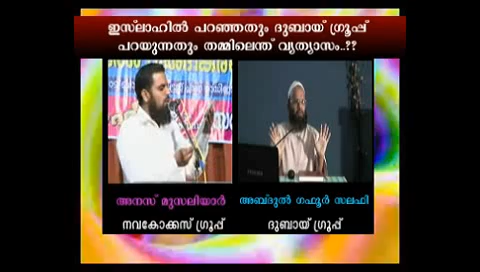 ഇസ്‌ലാഹിൽ പറഞ്ഞതും ദുബായ് ഗ്രൂപ്പ്
പറയുന്നതും തമ്മിലെന്ത് വ്യത്യാസം..??
അനസ് മുസലിയാർ
അബ്ദുൽ ഗഫൂർ സലഫി
നവകോക്കസ് ഗ്രൂപ്പ്
ദുബായ് ഗ്രുപ്പ്